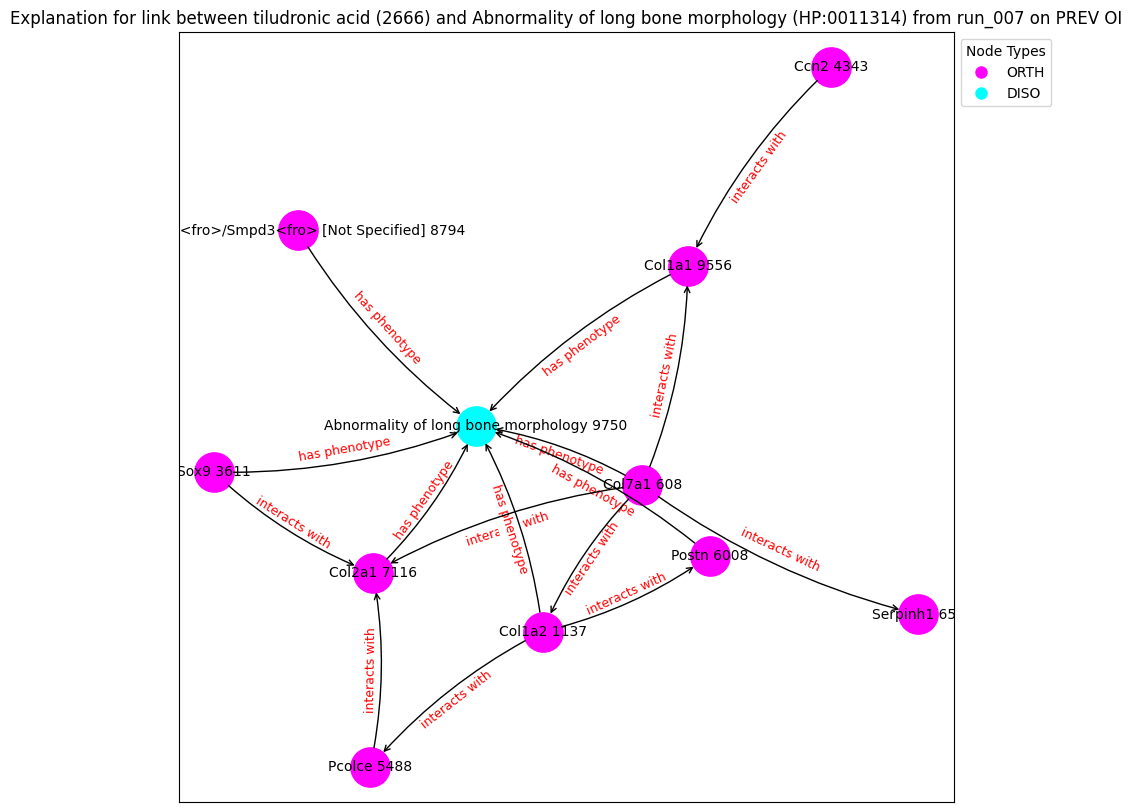 Explanation for link between tiludronic acid (2666) and Abnormality of long bone morphology (HP:0011314) from run_007 on PREV OI
Node Types
ORTH
DISO
Ccn2 4343
interacts with
<fro>/Smpd3<fro> [Not Specified] 8794
Col1a1 9556
has phenotype
has phenotype
interacts with
Abnormality of long bone morphology 9750
has phenotype
has phenotype
Sox9 3611
has phenotype
Col7a1 608
has phenotype
interacts with
interacts with
has phenotype
interacts with
interacts with
Postn 6008
Col2a1 7116
interacts with
Serpinh1 65
Col1a2 1137
interacts with
interacts with
Pcolce 5488